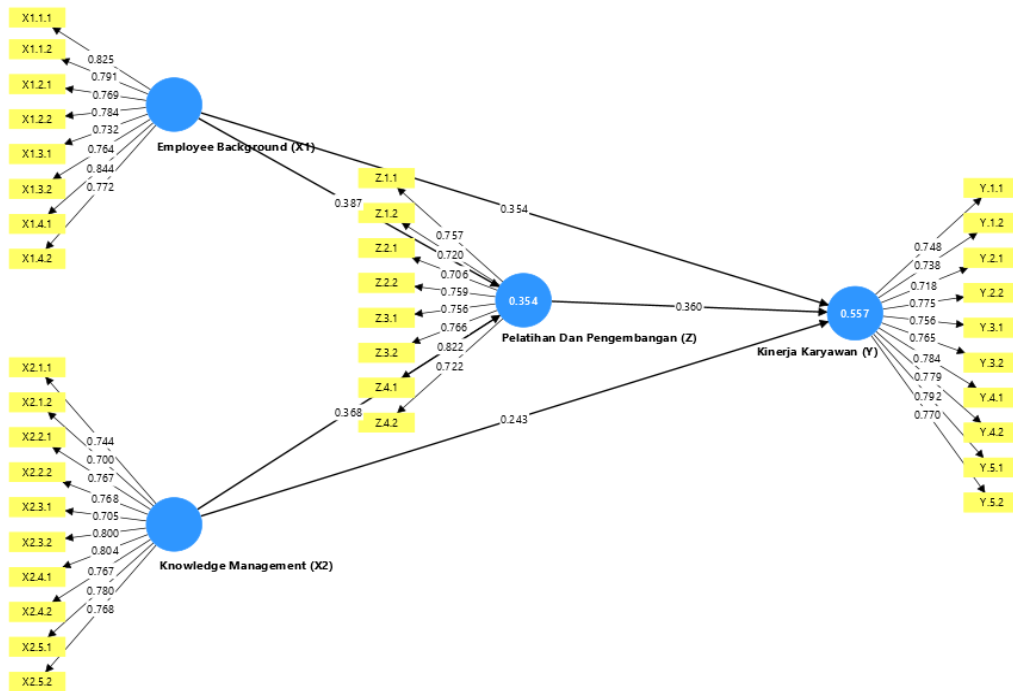 X1.1.1
X1.1.2
X1.2.1
X1.2.2
X1.3.1
X1.3.2
X1.4.1
X1.4.2
0.825
0.791
0.769
0.784
0.732
0.764
0.844
0.772
Employee Background (X1)
0.387
0.354
Z.1.1
Z.1.2
Z.2.1
Z.2.2
Z.3.1
Z.3.2
Z.4.1
Z.4.2
0.757
0.720
0.706
0.759
0.756
0.766
0.822
0.722
0.354
Pelatihan Dan Pengembangan (Z)
0.360
0.557
Kinerja Karyawan (Y)
0.748
0.738
0.718
0.775
0.756
0.765
0.784
0.779
0.792
0.770
Y.1.1
Y.1.2
Y.2.1
Y.2.2
Y.3.1
Y.3.2
Y.4.1
Y.4.2
Y.5.1
Y.5.2
X2.1.1
X2.1.2
X2.2.1
X2.2.2
X2.3.1
X2.3.2
X2.4.1
X2.4.2
X2.5.1
X2.5.2
0.744
0.700
0.767
0.768
0.705
0.800
0.804
0.767
0.780
0.768
Knowledge Management (X2)
0.368
0.243